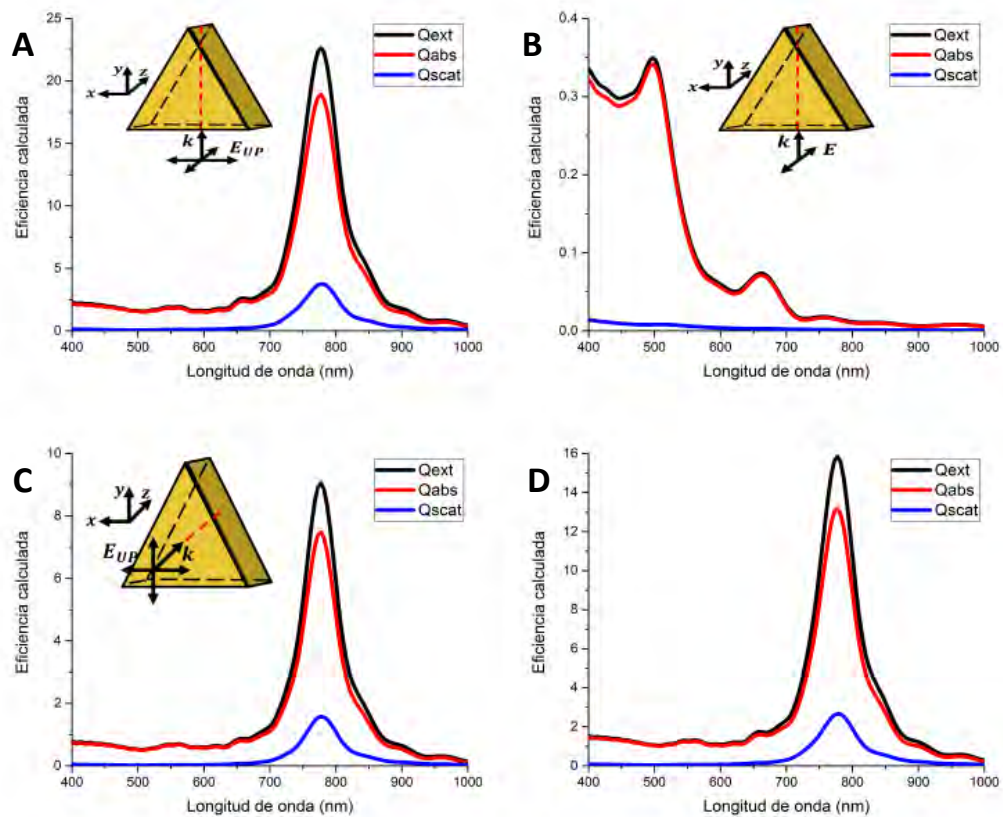 A
25
20
15
10
5
0
Eficiencia calculada
y
z
x
k
E_UP
Qext
Qabs
Qscat
400 500 600 700 800 900 1000
Longitud de onda (nm)
B
0.4
0.3
0.2
0.1
0.0
Eficiencia calculada
y
z
x
k
E
Qext
Qabs
Qscat
400 500 600 700 800 900 1000
Longitud de onda (nm)
C
10
8
6
4
2
0
Eficiencia calculada
y
z
x
E_UP
k
Qext
Qabs
Qscat
400 500 600 700 800 900 1000
Longitud de onda (nm)
D
16
14
12
10
8
6
4
2
0
Eficiencia calculada
Qext
Qabs
Qscat
400 500 600 700 800 900 1000
Longitud de onda (nm)